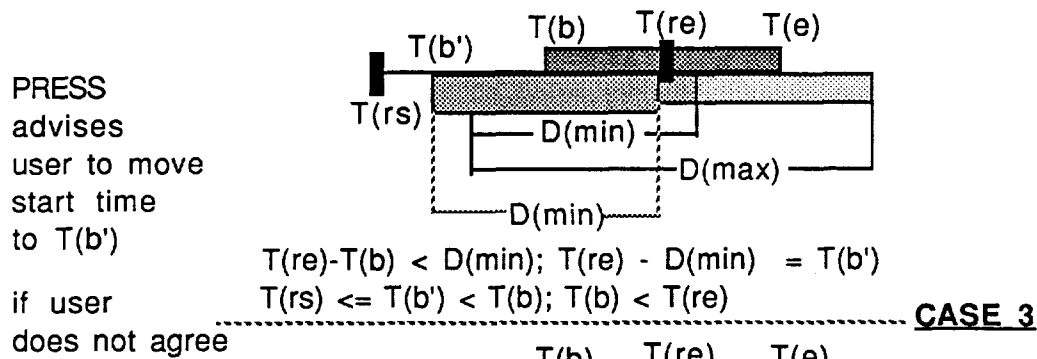 T(b) T(re) T(e)
T(b')
PRESS
advises
user to move
start time
to T(b')
T(rs)
D(min)
D(max)
D(min)
T(re)-T(b) < D(min); T(re) - D(min) = T(b')
T(rs) <= T(b') < T(b); T(b) < T(re)
if user
does not agree
CASE 3
T(b) T(re) T(e)